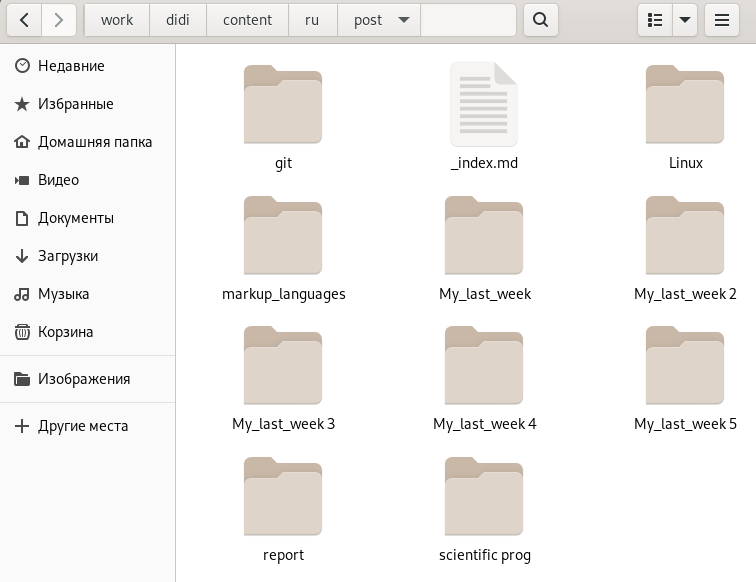 work didi content ru post
Недавние
Избранные
Домашняя папка
Видео
Документы
Загрузки
Музыка
Корзина
Изображения
Другие места
git _index.md Linux
markup_languages My_last_week My_last_week 2
My_last_week 3 My_last_week 4 My_last_week 5
report scientific prog